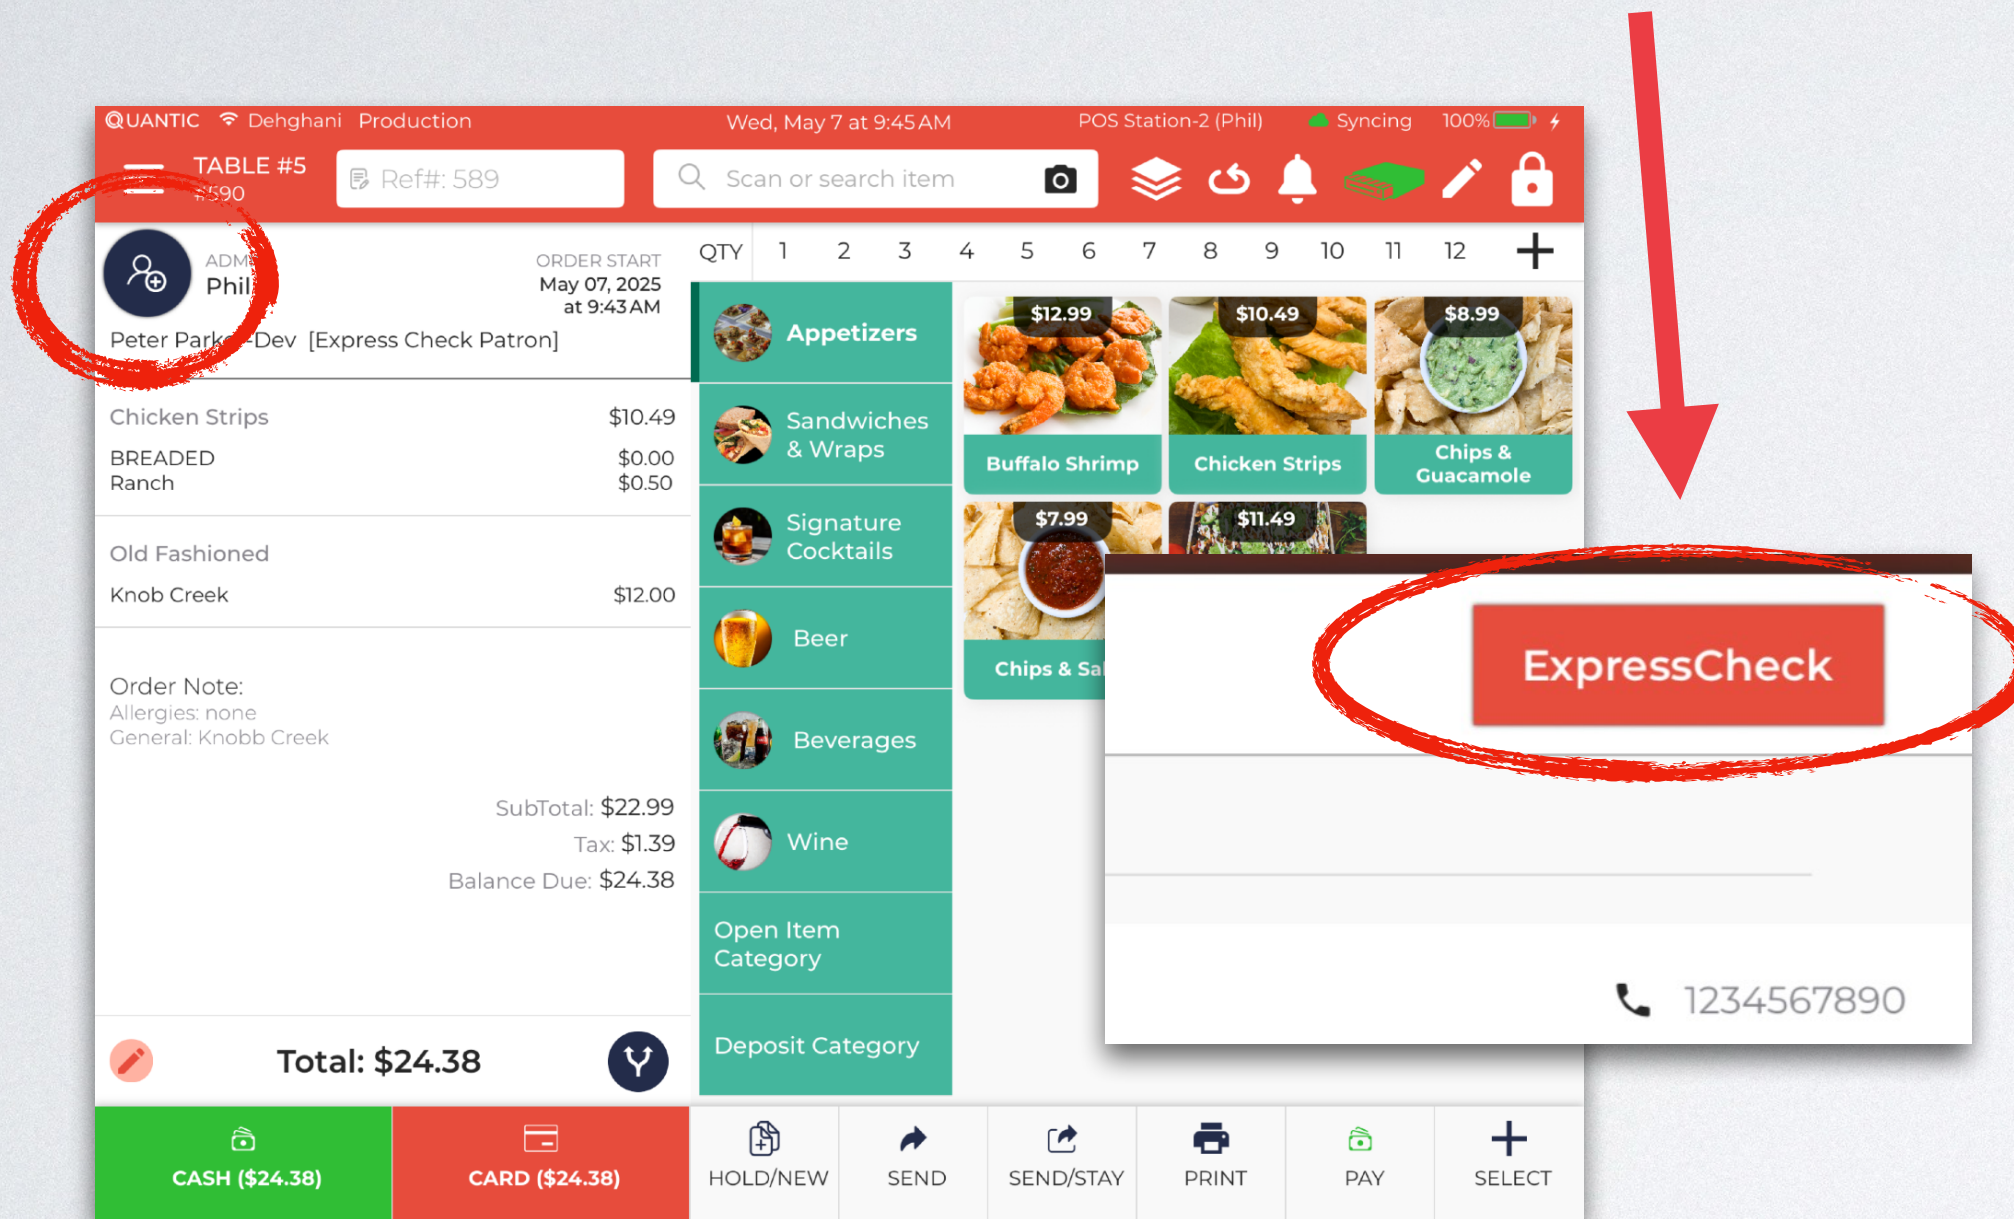 QUANTIC Dehghani Production
Wed, May 7 at 9:45 AM
POS Station-2 (Phil)
Syncing
100%
TABLE #5
#590
Ref#: 589
Scan or search item
ADM
Phil
ORDER START
May 07, 2025
at 9:43 AM
Peter Parker-Dev [Express Check Patron]
Chicken Strips $10.49
BREADED $0.00
Ranch $0.50
Old Fashioned
Knob Creek $12.00
Order Note:
Allergies: none
General: Knobb Creek
SubTotal: $22.99
Tax: $1.39
Balance Due: $24.38
Total: $24.38
CASH ($24.38)
CARD ($24.38)
QTY 1 2 3 4 5 6 7 8 9 10 11 12
Appetizers
Sandwiches
& Wraps
Signature
Cocktails
Beer
Beverages
Wine
Open Item
Category
Deposit Category
$12.99
Buffalo Shrimp
$10.49
Chicken Strips
$8.99
Chips &
Guacamole
$7.99
Chips & Sal
$11.49
ExpressCheck
1234567890
HOLD/NEW
SEND
SEND/STAY
PRINT
PAY
SELECT